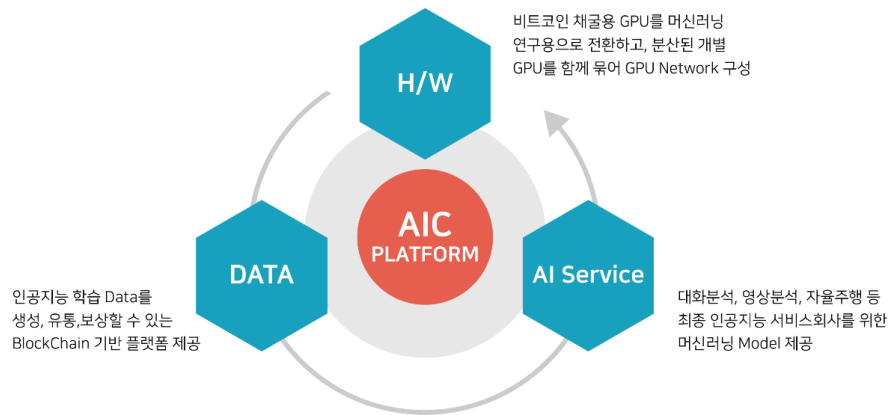 비트코인 채굴용 GPU를 머신러닝
연구용으로 전환하고, 분산된 개별
GPU를 함께 묶어 GPU Network 구성
H/W
AIC
PLATFORM
DATA
AI Service
인공지능 학습 Data를
생성, 유통,보상할 수 있는
BlockChain 기반 플랫폼 제공
대화분석, 영상분석, 자율주행 등
최종 인공지능 서비스회사를 위한
머신러닝 Model 제공